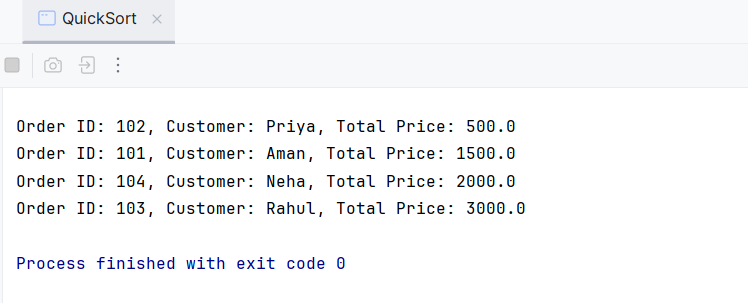 QuickSort
Order ID: 102, Customer: Priya, Total Price: 500.0
Order ID: 101, Customer: Aman, Total Price: 1500.0
Order ID: 104, Customer: Neha, Total Price: 2000.0
Order ID: 103, Customer: Rahul, Total Price: 3000.0
Process finished with exit code 0